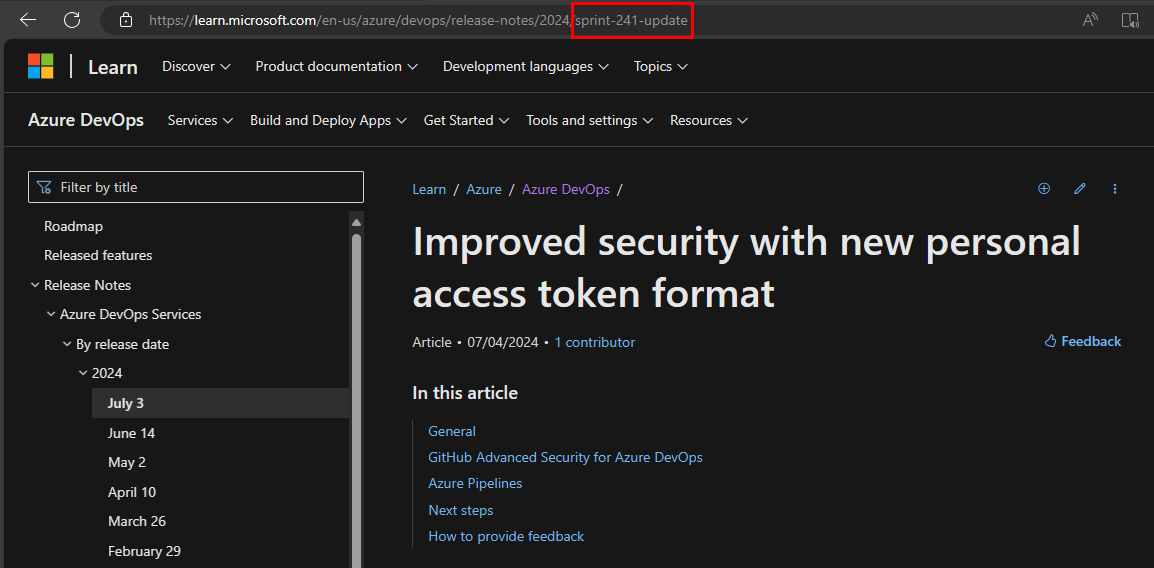 https://learn.microsoft.com/en-us/azure/devops/release-notes/2024/sprint-241-update
Learn Discover Product documentation Development languages Topics
Azure DevOps Services Build and Deploy Apps Get Started Tools and settings Resources
Filter by title
Roadmap
Released features
Release Notes
Azure DevOps Services
By release date
2024
July 3
June 14
May 2
April 10
March 26
February 29
Learn / Azure / Azure DevOps /
Improved security with new personal
access token format
Article • 07/04/2024 • 1 contributor
Feedback
In this article
General
GitHub Advanced Security for Azure DevOps
Azure Pipelines
Next steps
How to provide feedback